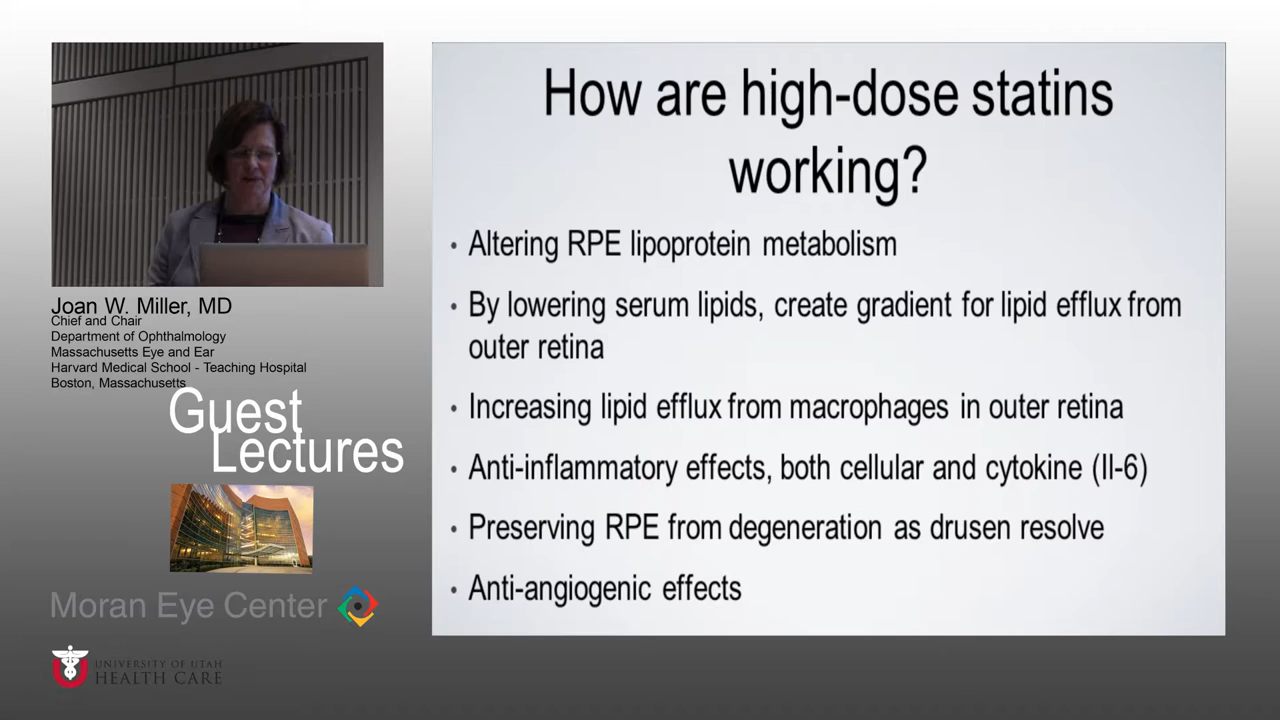 How are high-dose statins
working?
• Altering RPE lipoprotein metabolism
• By lowering serum lipids, create gradient for lipid efflux from
outer retina
• Increasing lipid efflux from macrophages in outer retina
• Anti-inflammatory effects, both cellular and cytokine (Il-6)
• Preserving RPE from degeneration as drusen resolve
• Anti-angiogenic effects
Joan W. Miller, MD
Chief and Chair
Department of Ophthalmology
Massachusetts Eye and Ear
Harvard Medical School - Teaching Hospital
Boston, Massachusetts
Guest
Lectures
Moran Eye Center
UNIVERSITY OF UTAH
HEALTH CARE